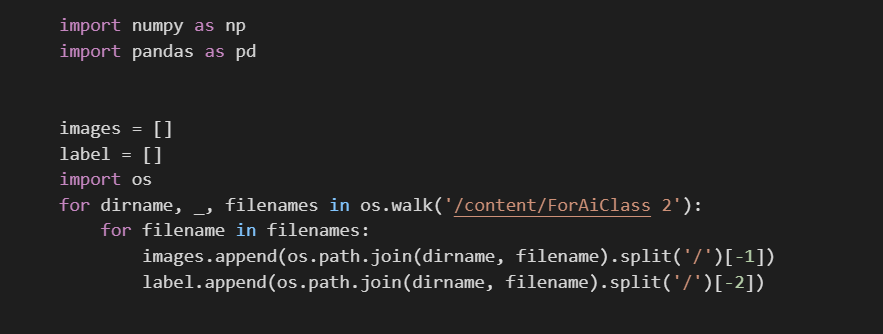 import numpy as np
import pandas as pd
images = []
label = []
import os
for dirname, _, filenames in os.walk('/content/ForAiClass 2'):
    for filename in filenames:
        images.append(os.path.join(dirname, filename).split('/')[-1])
        label.append(os.path.join(dirname, filename).split('/')[-2])